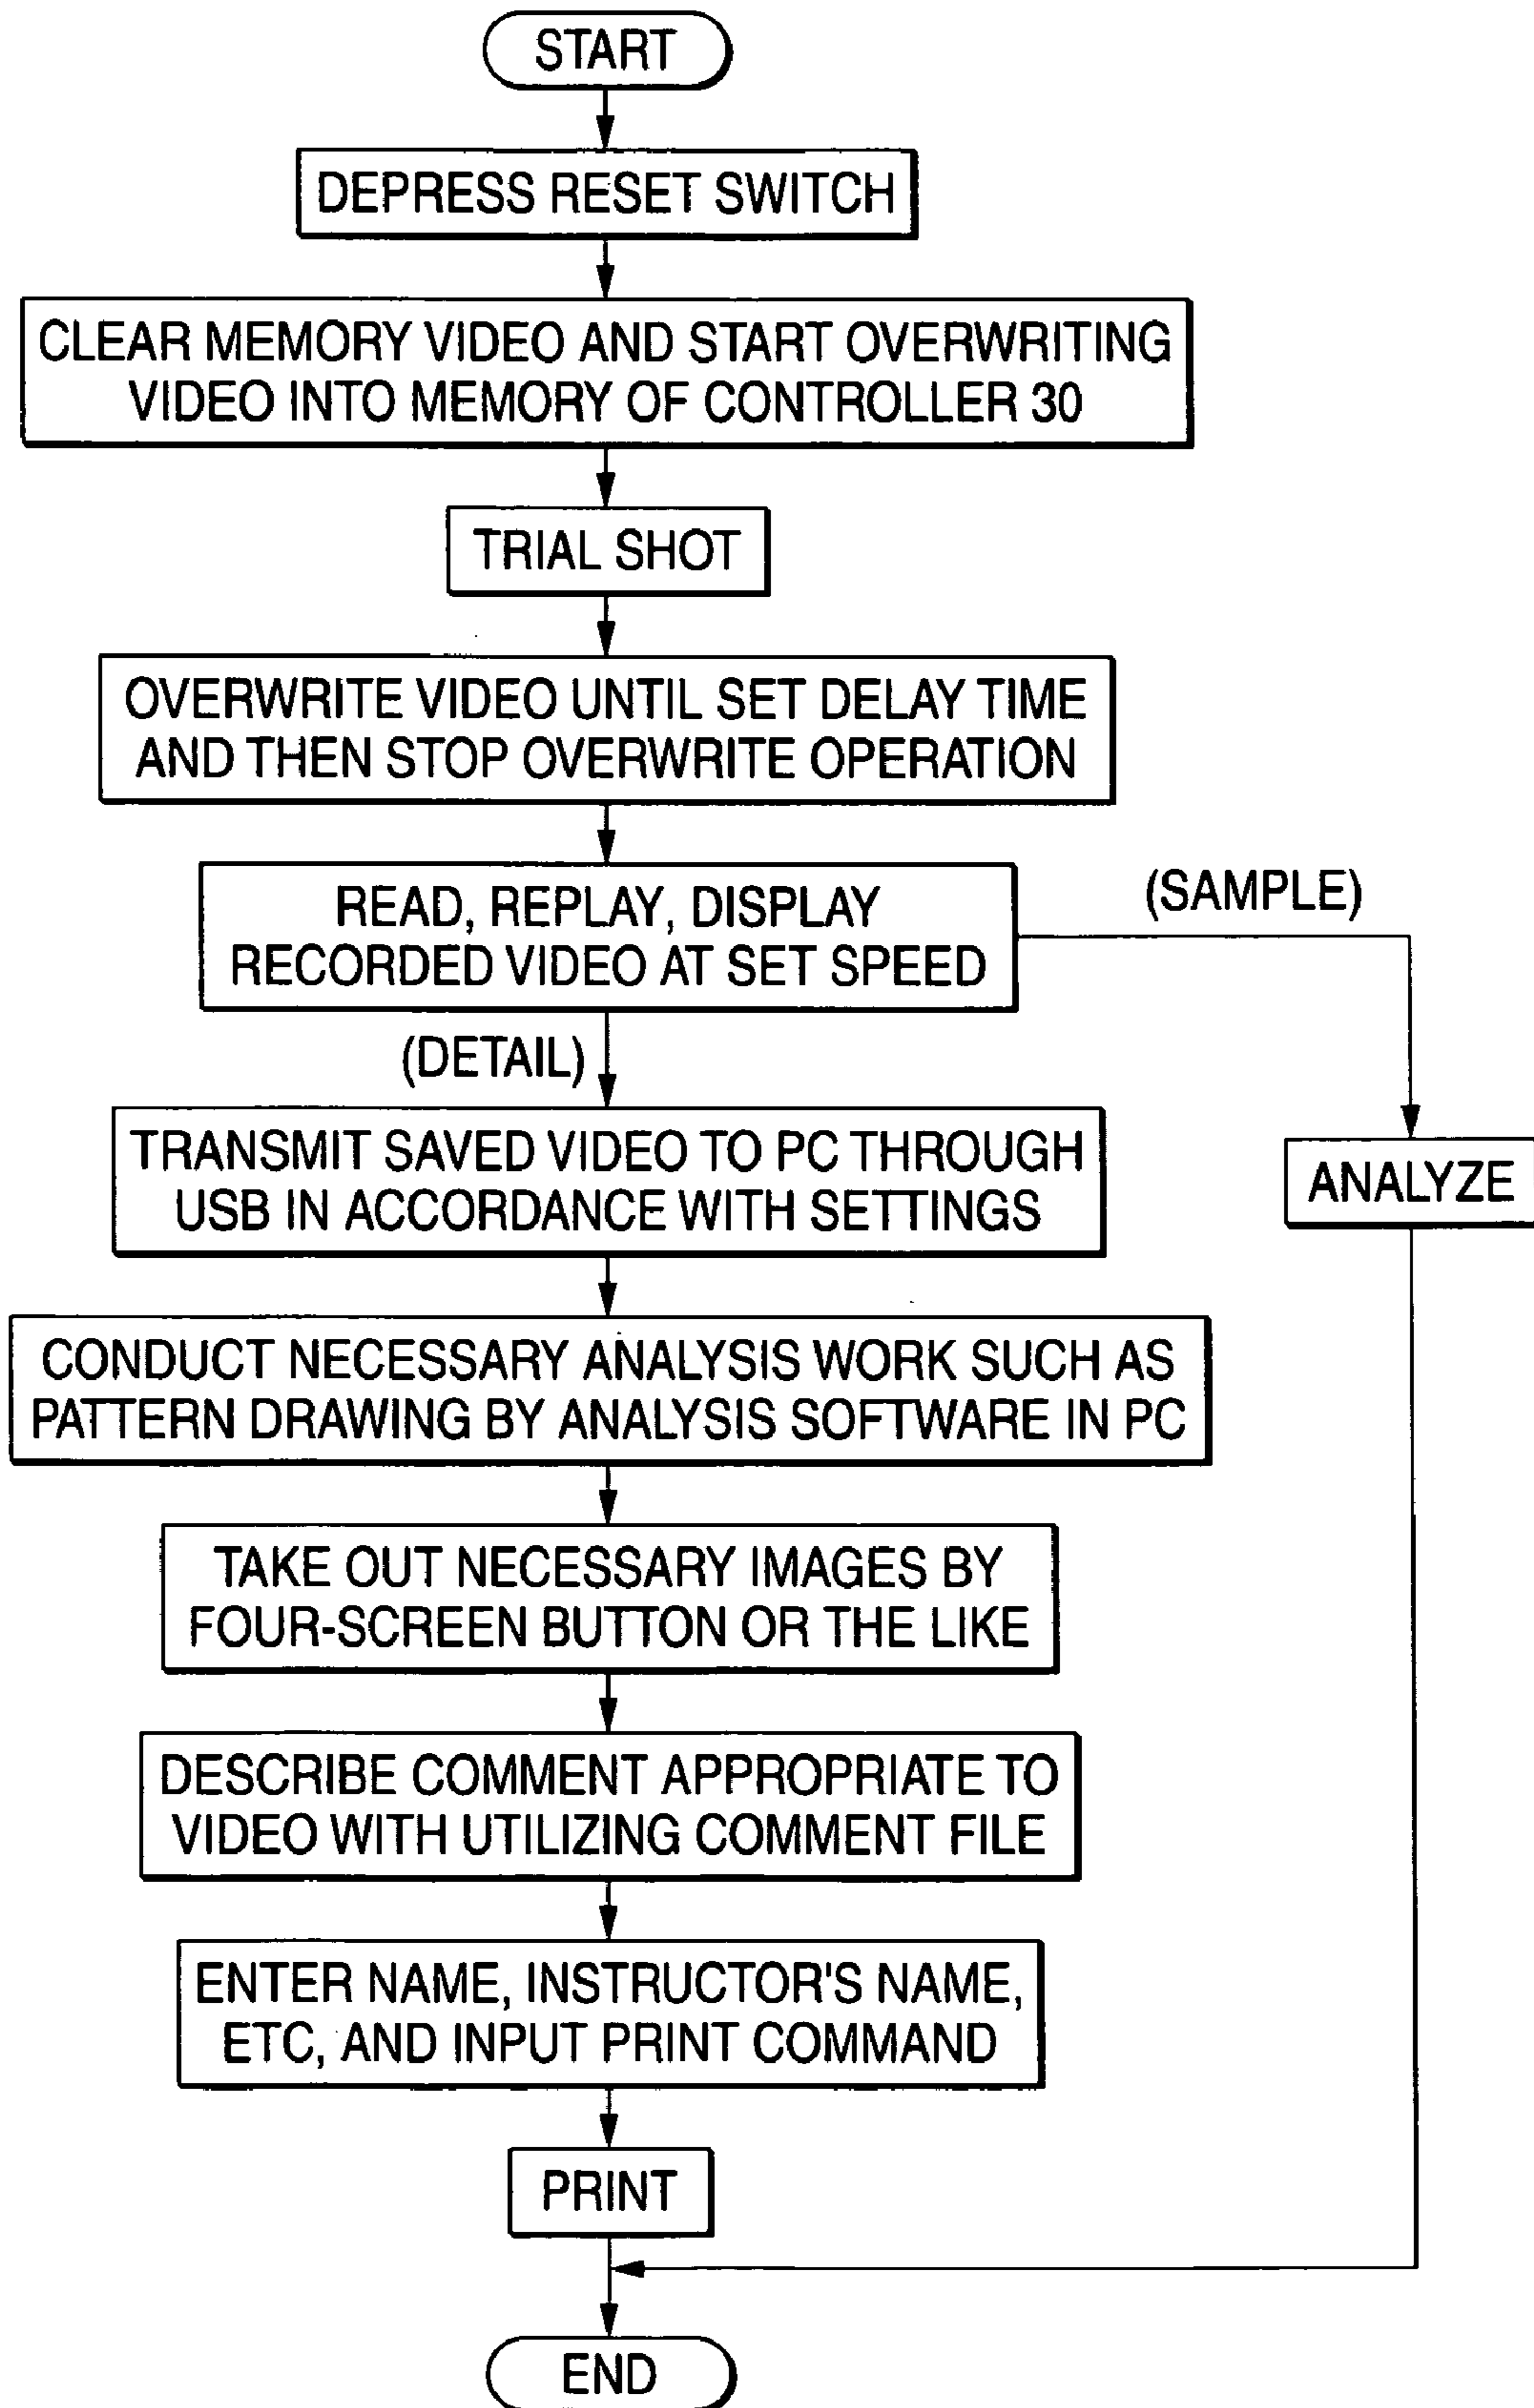 START
DEPRESS RESET SWITCH
CLEAR MEMORY VIDEO AND START OVERWRITING
VIDEO INTO MEMORY OF CONTROLLER 30
TRIAL SHOT
OVERWRITE VIDEO UNTIL SET DELAY TIME
AND THEN STOP OVERWRITE OPERATION
READ, REPLAY, DISPLAY
RECORDED VIDEO AT SET SPEED
(SAMPLE)
(DETAIL)
TRANSMIT SAVED VIDEO TO PC THROUGH
USB IN ACCORDANCE WITH SETTINGS
ANALYZE
CONDUCT NECESSARY ANALYSIS WORK SUCH AS
PATTERN DRAWING BY ANALYSIS SOFTWARE IN PC
TAKE OUT NECESSARY IMAGES BY
FOUR-SCREEN BUTTON OR THE LIKE
DESCRIBE COMMENT APPROPRIATE TO
VIDEO WITH UTILIZING COMMENT FILE
ENTER NAME, INSTRUCTOR'S NAME,
ETC, AND INPUT PRINT COMMAND
PRINT
END